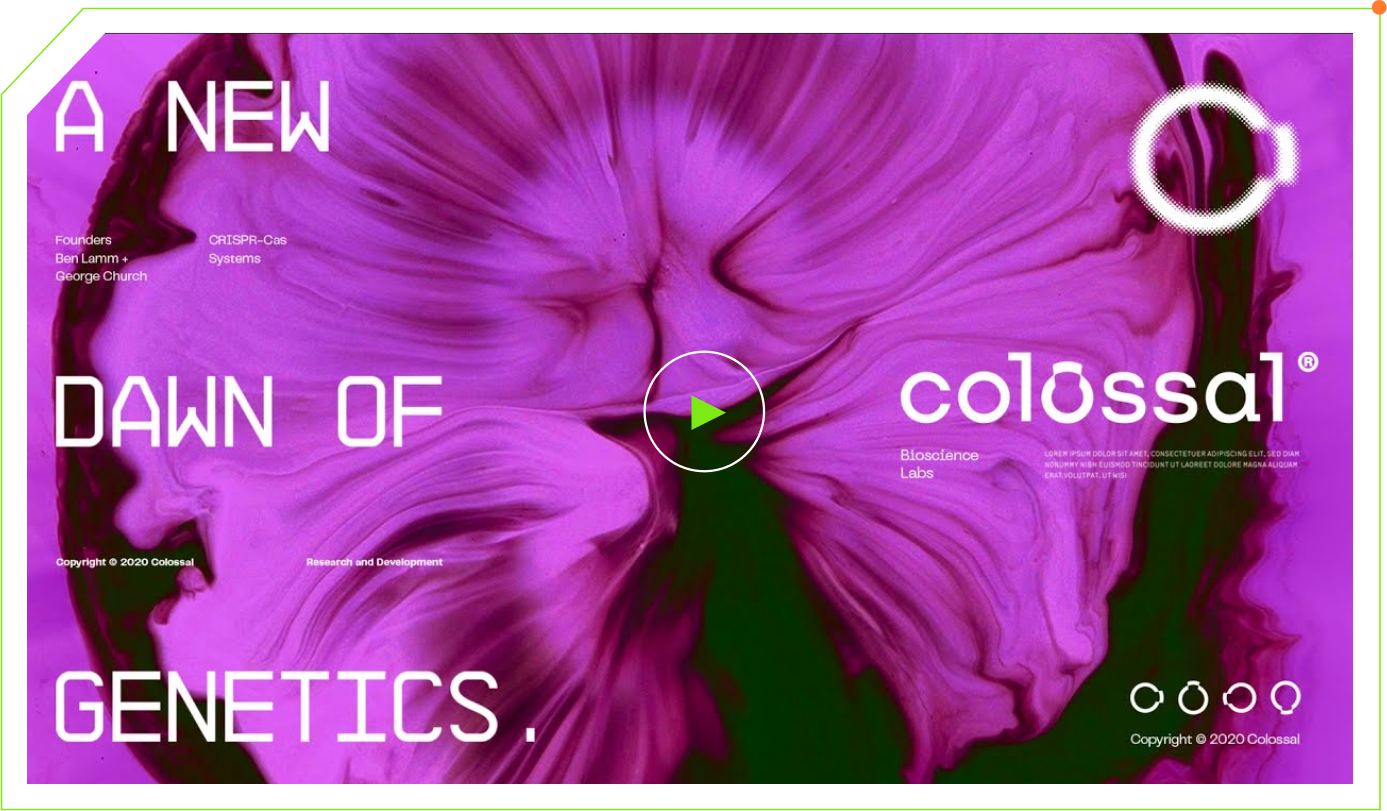 A NEW
Founders
Ben Lamm +
George Church
CRISPR-Cas
Systems
DAWN OF
colossal®
Bioscience
Labs
LOREM IPSUM DOLOR SIT AMET, CONSECTETUER ADIPISCING ELIT, SED DIAM
NONUMMY NIBH EUISMOD TINCIDUNT UT LAOREET DOLORE MAGNA ALIQUAM
ERAT VOLUTPAT. UT WISI
Copyright © 2020 Colossal
Research and Development
GENETICS.
Copyright © 2020 Colossal